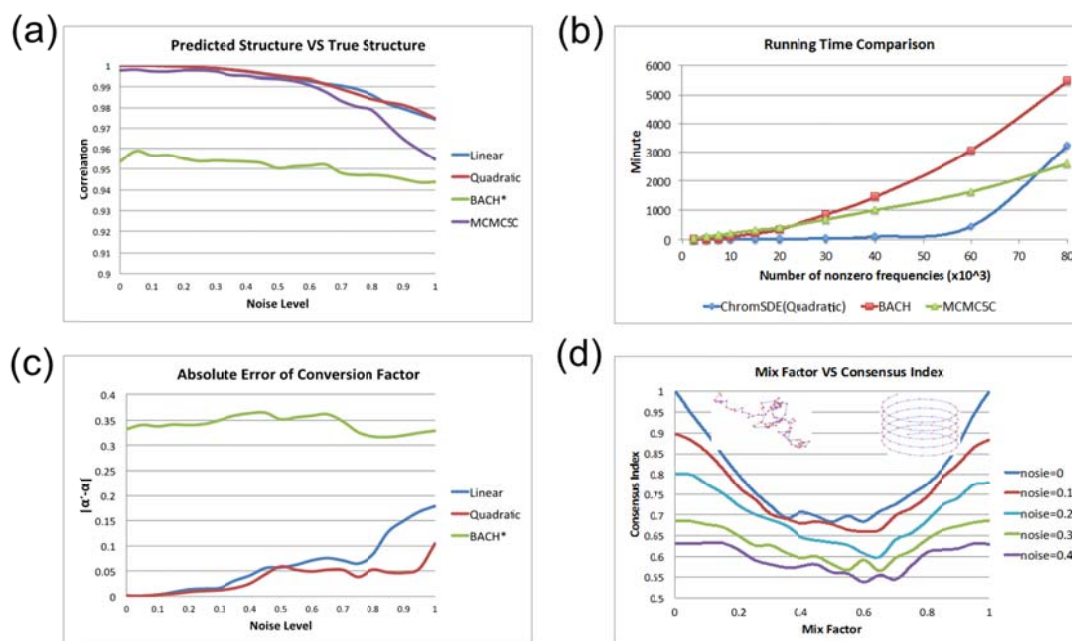 (a)
Predicted Structure VS True Structure
Correlation
1
0.99
0.98
0.97
0.96
0.95
0.94
0.93
0.92
0.91
0.9
0 0.1 0.2 0.3 0.4 0.5 0.6 0.7 0.8 0.9 1
Noise Level
Linear
Quadraic
BACH*
MCMC5C
(b)
Running Time Comparison
Minute
6000
5000
4000
3000
2000
1000
0
0 10 20 30 40 50 60 70 80
Number of nonzero frequencies (x10^3)
ChromSDE(Quadratic) BACH MCMC5C
(c)
Absolute Error of Conversion Factor
|α'-α|
0.4
0.35
0.3
0.25
0.2
0.15
0.1
0.05
0
0 0.1 0.2 0.3 0.4 0.5 0.6 0.7 0.8 0.9 1
Noise Level
Linear
Quadratic
BACH*
(d)
Mix Factor VS Consensus Index
Consensus Index
1
0.95
0.9
0.85
0.8
0.75
0.7
0.65
0.6
0.55
0.5
0 0.2 0.4 0.6 0.8 1
Mix Factor
nosie=0
nosie=0.1
nosie=0.2
nosie=0.3
noise=0.4